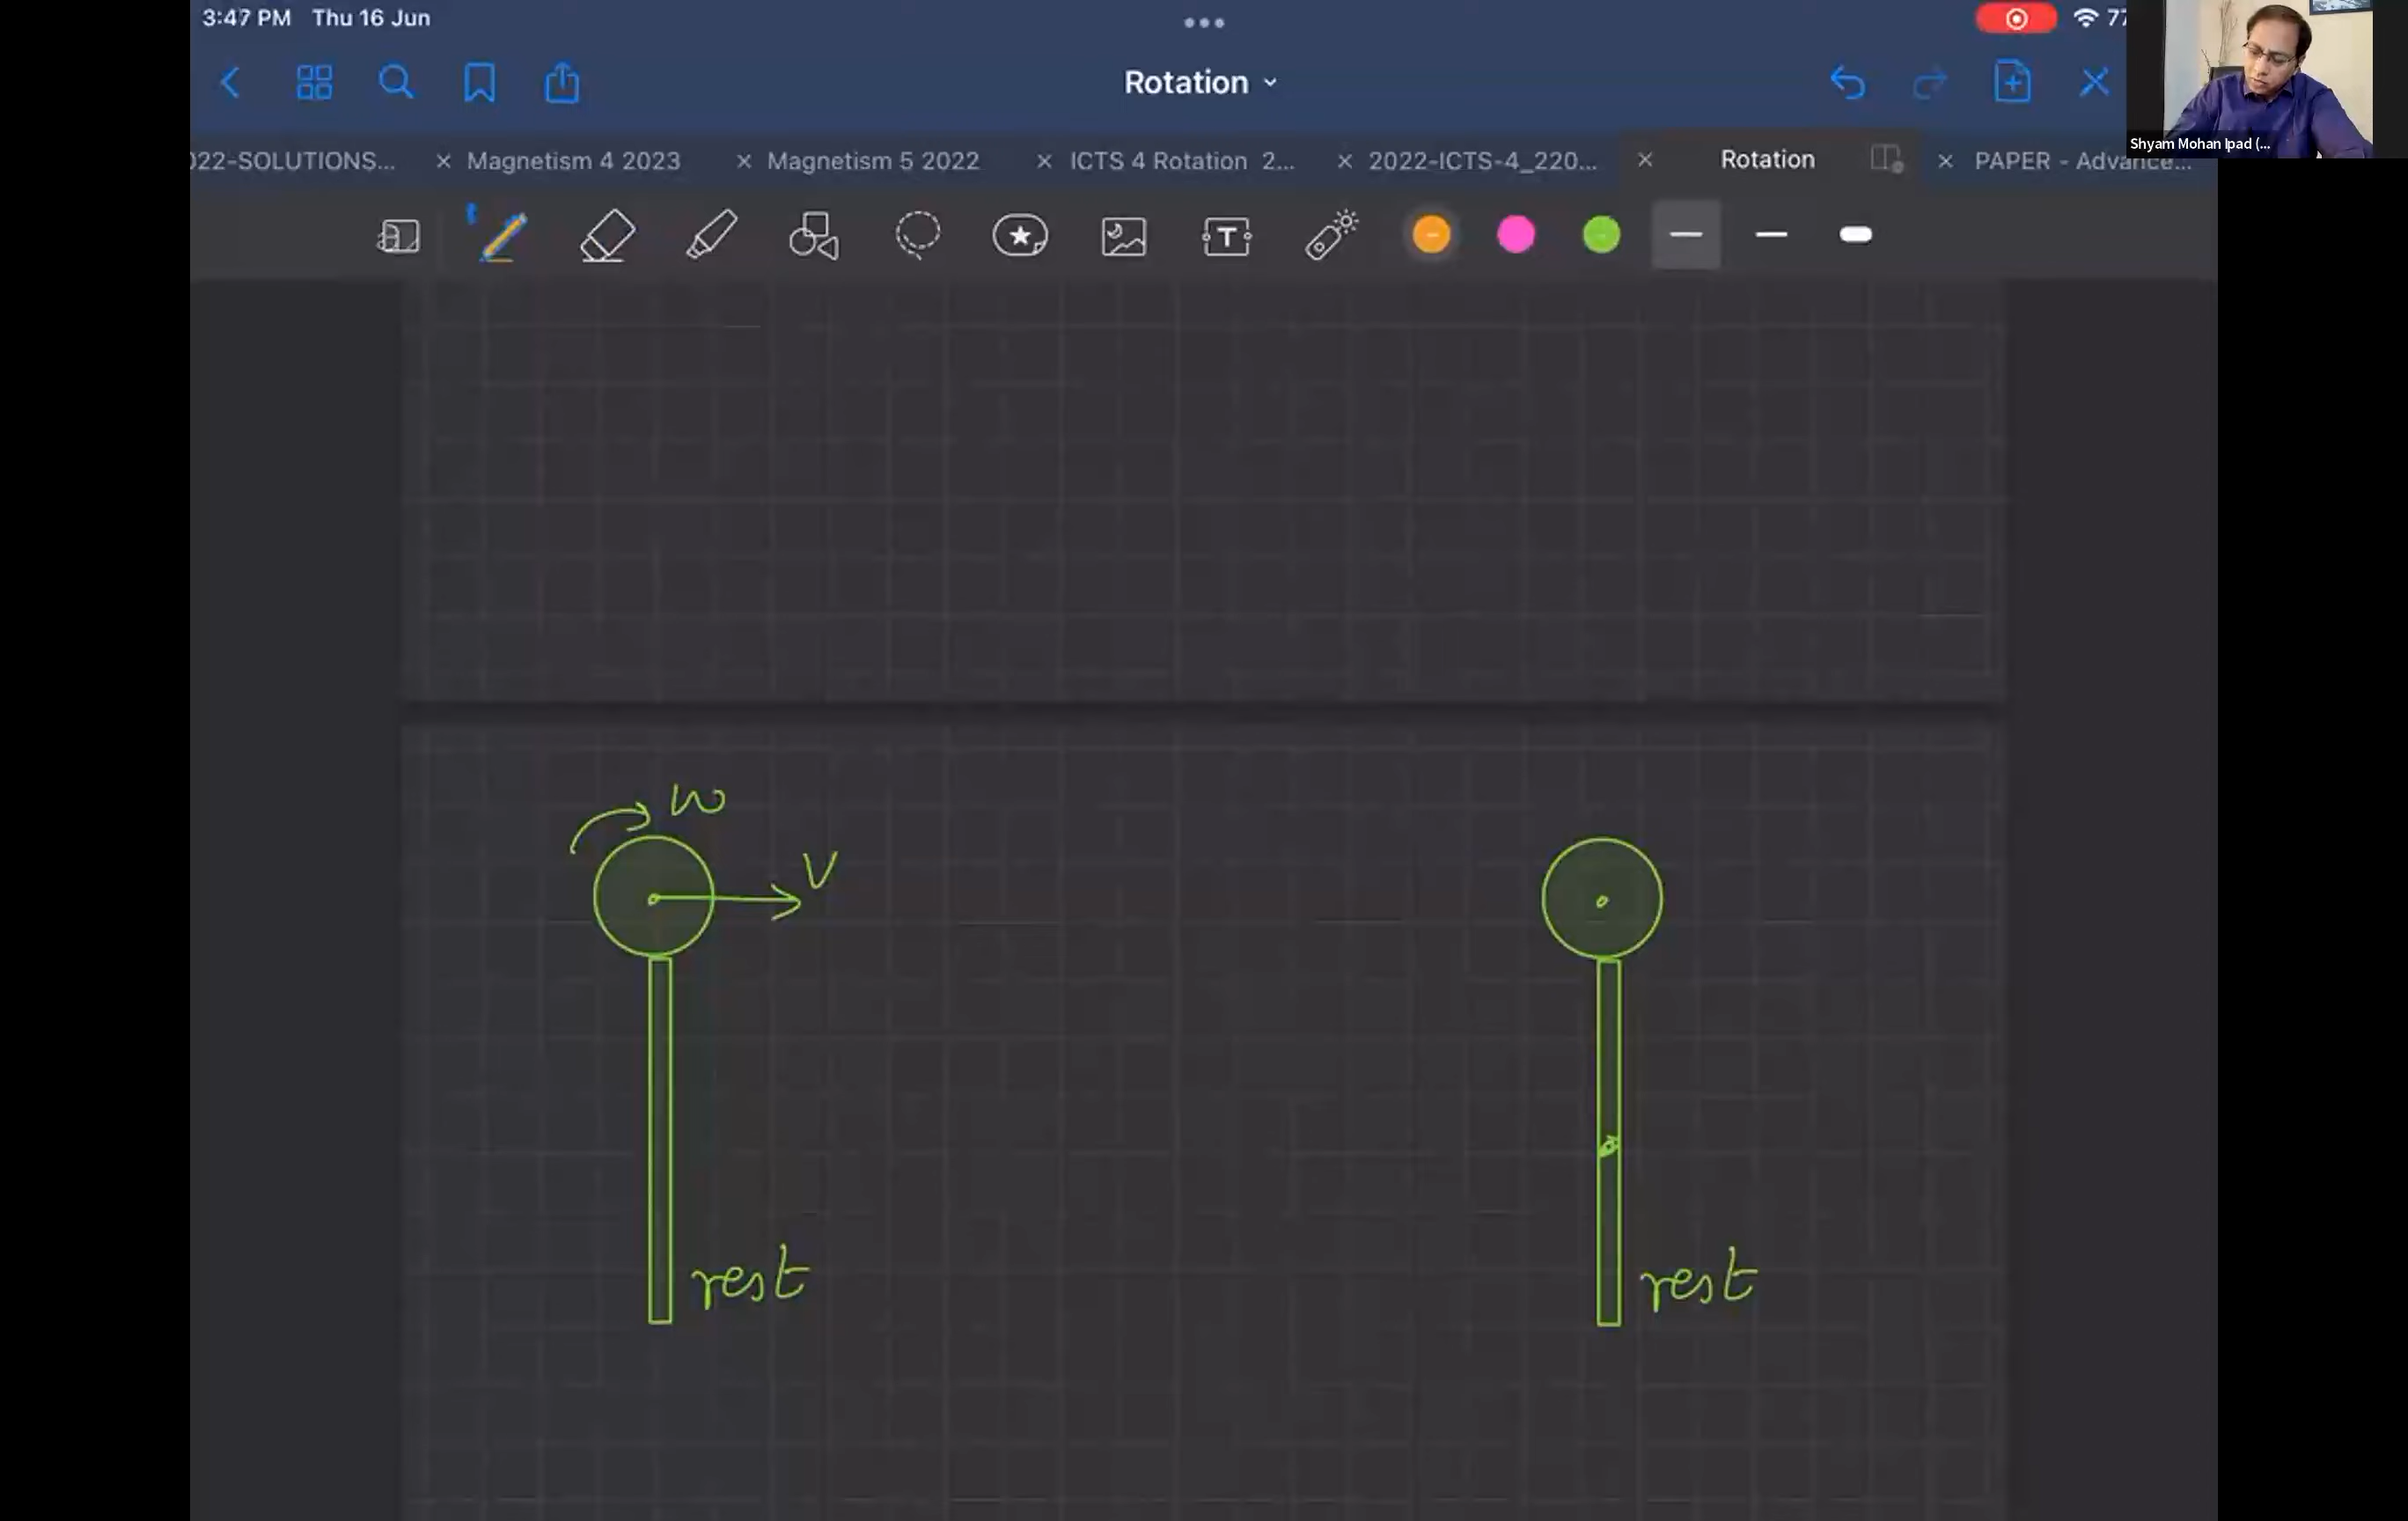 3:47 PM Thu 16 Jun
Rotation
022-SOLUTIONS... Magnetism 4 2023 Magnetism 5 2022 ICTS 4 Rotation 2... 2022-ICTS-4_220... Rotation PAPER - Advance...
Shyam Mohan Ipad (...
T
ω
V
rest
rest